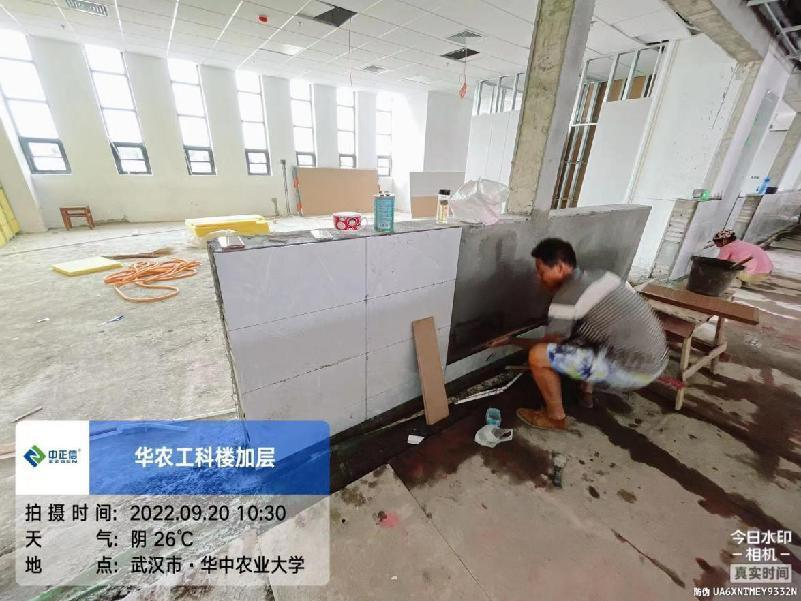 中正信
华农工科楼加层
拍摄时间: 2022.09.20 10:30
天 气: 阴 26℃
地 点: 武汉市·华中农业大学
今日水印
-相机-
真实时间
防伪 UA6XNTMEY9332N